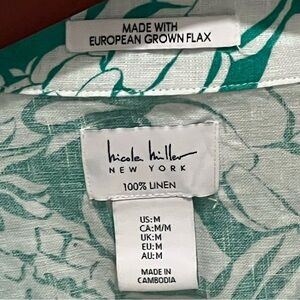 MADE WITH
EUROPEAN GROWN FLAX
nicole miller
NEW YORK
100% LINEN
US:M
CA:M/M
UK:M
EU:M
AU:M
MADE IN
CAMBODIA